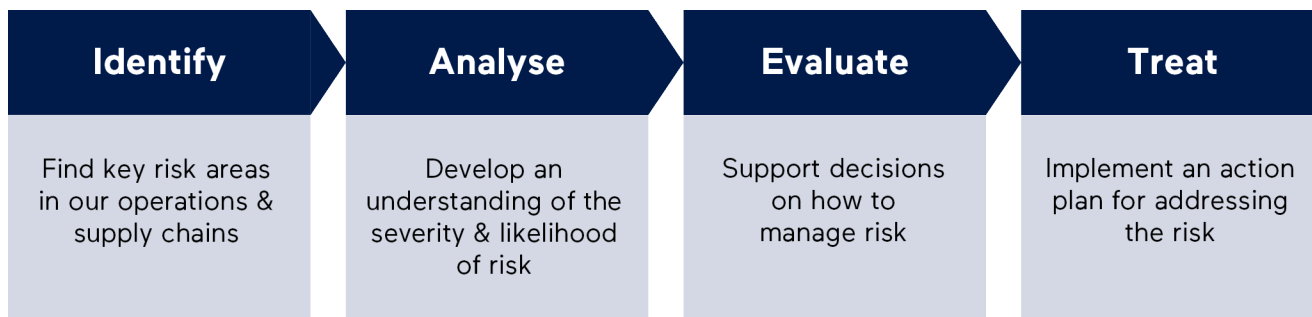 Identify
Find key risk areas
in our operations &
supply chains
Analyse
Develop an
understanding of the
severity & likelihood
of risk
Evaluate
Support decisions
on how to
manage risk
Treat
Implement an action
plan for addressing
the risk